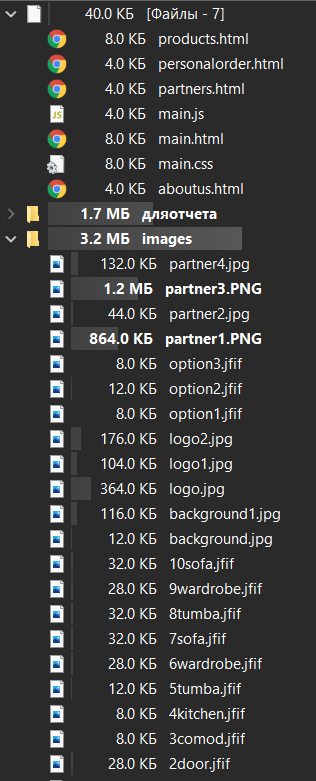 40.0 КБ [Файлы - 7]
8.0 КБ products.html
4.0 КБ personalorder.html
4.0 КБ partners.html
JS 4.0 КБ main.js
8.0 КБ main.html
8.0 КБ main.css
4.0 КБ aboutus.html
1.7 МБ дляотчета
3.2 МБ images
132.0 КБ partner4.jpg
1.2 МБ partner3.PNG
44.0 КБ partner2.jpg
864.0 КБ partner1.PNG
8.0 КБ option3.jfif
12.0 КБ option2.jfif
8.0 КБ option1.jfif
176.0 КБ logo2.jpg
104.0 КБ logo1.jpg
364.0 КБ logo.jpg
116.0 КБ background1.jpg
12.0 КБ background.jpg
32.0 КБ 10sofa.jfif
28.0 КБ 9wardrobe.jfif
32.0 КБ 8tumba.jfif
32.0 КБ 7sofa.jfif
28.0 КБ 6wardrobe.jfif
12.0 КБ 5tumba.jfif
8.0 КБ 4kitchen.jfif
8.0 КБ 3comod.jfif
28.0 КБ 2door.jfif